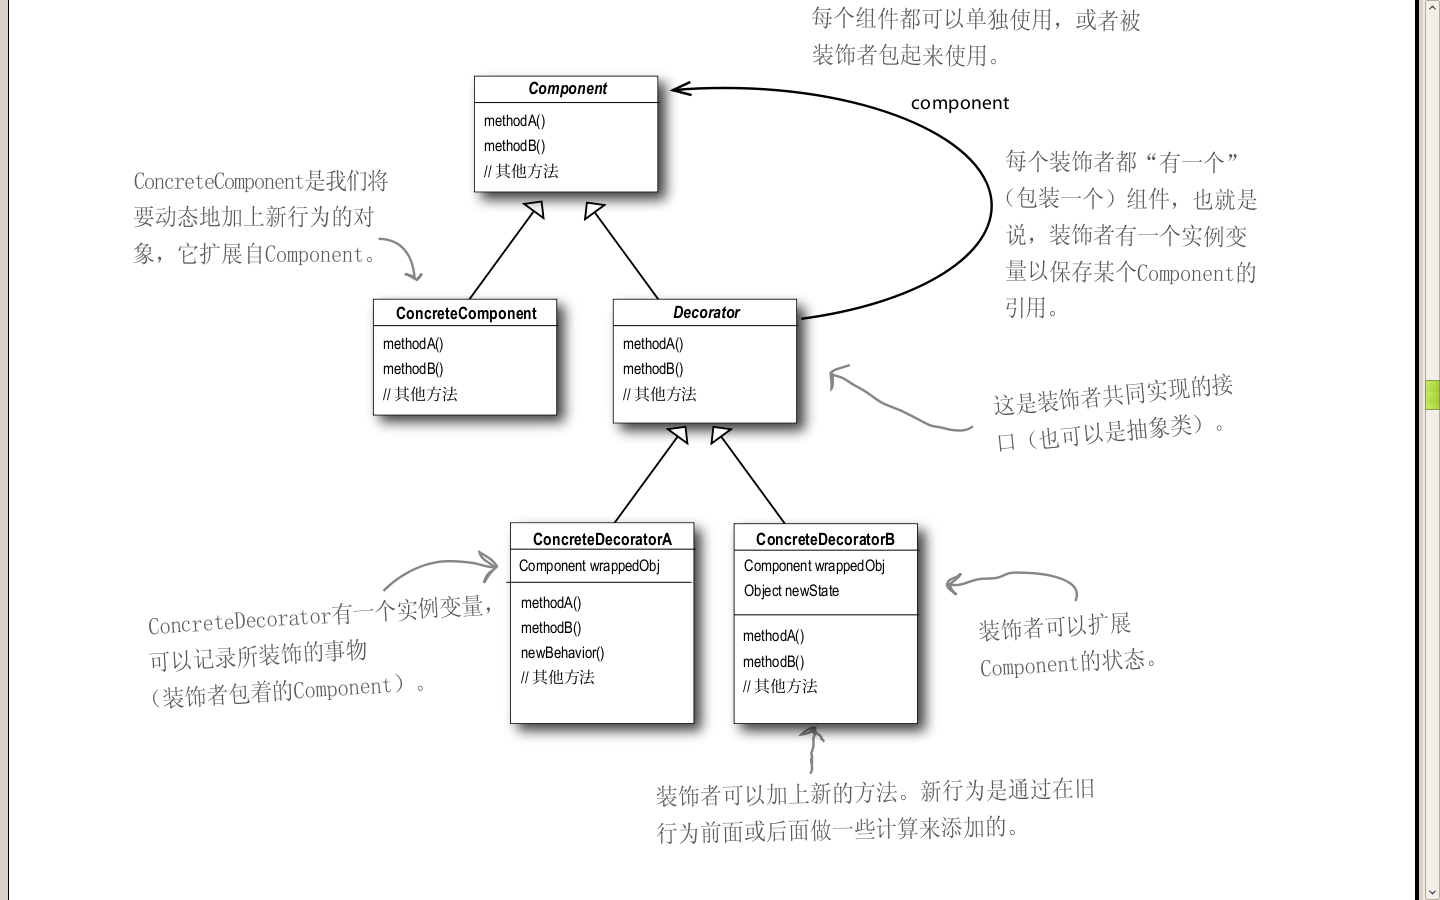 每个组件都可以单独使用，或者被
装饰者包起来使用。
Component
methodA()
methodB()
// 其他方法
component
ConcreteComponent是我们将
要动态地加上新行为的对
象，它扩展自Component。
每个装饰者都“有一个”
（包装一个）组件，也就是
说，装饰者有一个实例变
量以保存某个Component的
引用。
ConcreteComponent
methodA()
methodB()
// 其他方法
Decorator
methodA()
methodB()
// 其他方法
这是装饰者共同实现的接
口（也可以是抽象类）。
ConcreteDecoratorA
Component wrappedObj
methodA()
methodB()
newBehavior()
// 其他方法
ConcreteDecoratorB
Component wrappedObj
Object newState
methodA()
methodB()
// 其他方法
ConcreteDecorator有一个实例变量，
可以记录所装饰的事物
（装饰者包着的Component）。
装饰者可以扩展
Component的状态。
装饰者可以加上新的方法。新行为是通过在旧
行为前面或后面做一些计算来添加的。